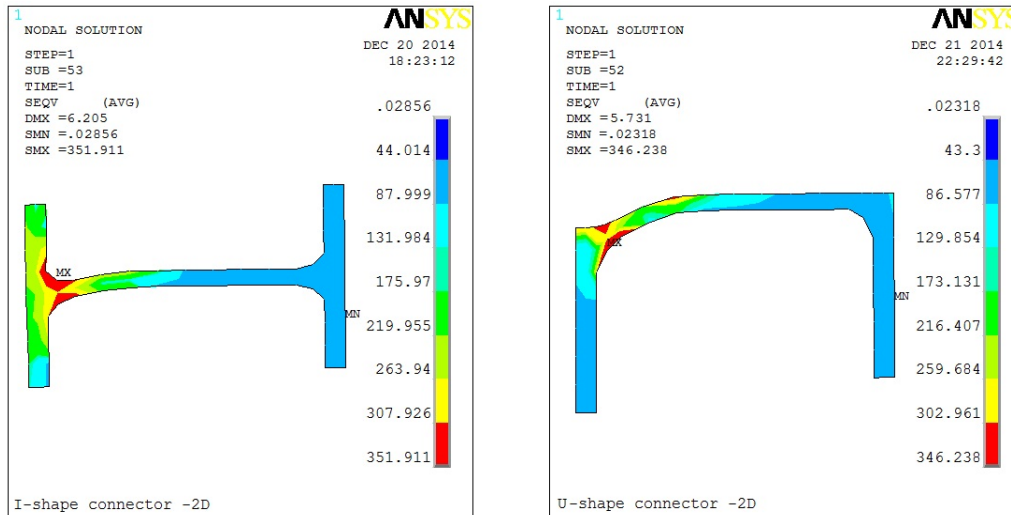 1
ANSYS
NODAL SOLUTION
DEC 20 2014
18:23:12
STEP=1
SUB =53
TIME=1
SEQV (AVG)
DMX =6.205
SMN =.02856
SMX =351.911
.02856
44.014
87.999
131.984
175.97
219.955
263.94
307.926
351.911
MX
MN
I-shape connector -2D
1
ANSYS
NODAL SOLUTION
DEC 21 2014
22:29:42
STEP=1
SUB =52
TIME=1
SEQV (AVG)
DMX =5.731
SMN =.02318
SMX =346.238
.02318
43.3
86.577
129.854
173.131
216.407
259.684
302.961
346.238
MX
MN
U-shape connector -2D